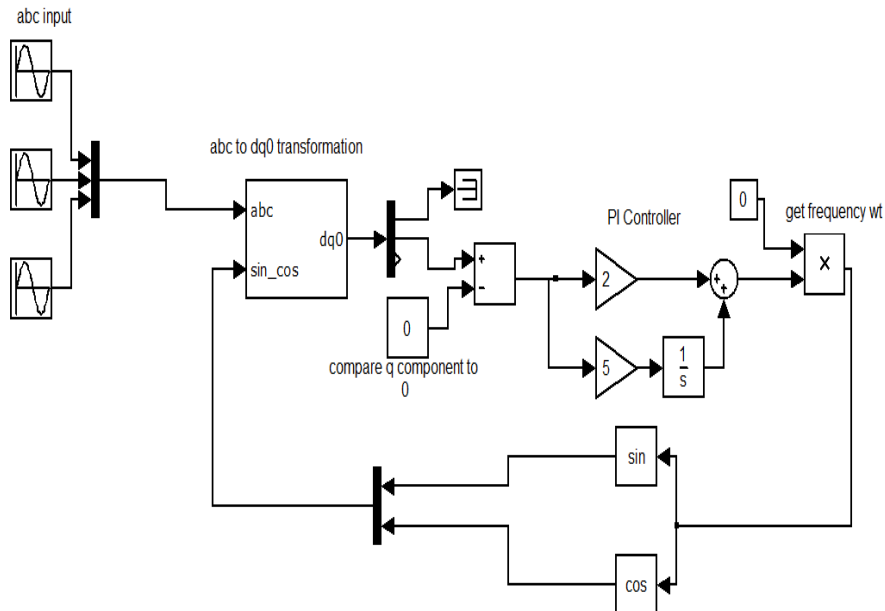 abc input
abc to dq0 transformation
abc
dq0
sin_cos
+
-
0
compare q component to
0
PI Controller
2
5
1
s
+
+
0
get frequency wt
×
sin
cos